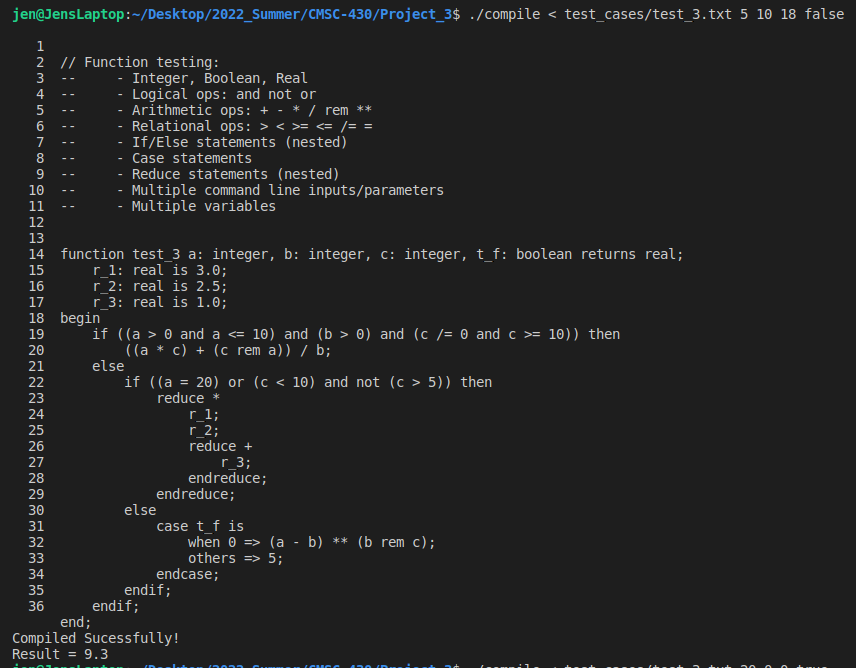 jen@JensLaptop:~/Desktop/2022_Summer/CMSC-430/Project_3$ ./compile < test_cases/test_3.txt 5 10 18 false
1
2 // Function testing:
3 -- - Integer, Boolean, Real
4 -- - Logical ops: and not or
5 -- - Arithmetic ops: + - * / rem **
6 -- - Relational ops: > < >= <= /= =
7 -- - If/Else statements (nested)
8 -- - Case statements
9 -- - Reduce statements (nested)
10 -- - Multiple command line inputs/parameters
11 -- - Multiple variables
12
13
14 function test_3 a: integer, b: integer, c: integer, t_f: boolean returns real;
15 r_1: real is 3.0;
16 r_2: real is 2.5;
17 r_3: real is 1.0;
18 begin
19 if ((a > 0 and a <= 10) and (b > 0) and (c /= 0 and c >= 10)) then
20 ((a * c) + (c rem a)) / b;
21 else
22 if ((a = 20) or (c < 10) and not (c > 5)) then
23 reduce *
24 r_1;
25 r_2;
26 reduce +
27 r_3;
28 endreduce;
29 endreduce;
30 else
31 case t_f is
32 when 0 => (a - b) ** (b rem c);
33 others => 5;
34 endcase;
35 endif;
36 endif;
end;
Compiled Sucessfully!
Result = 9.3